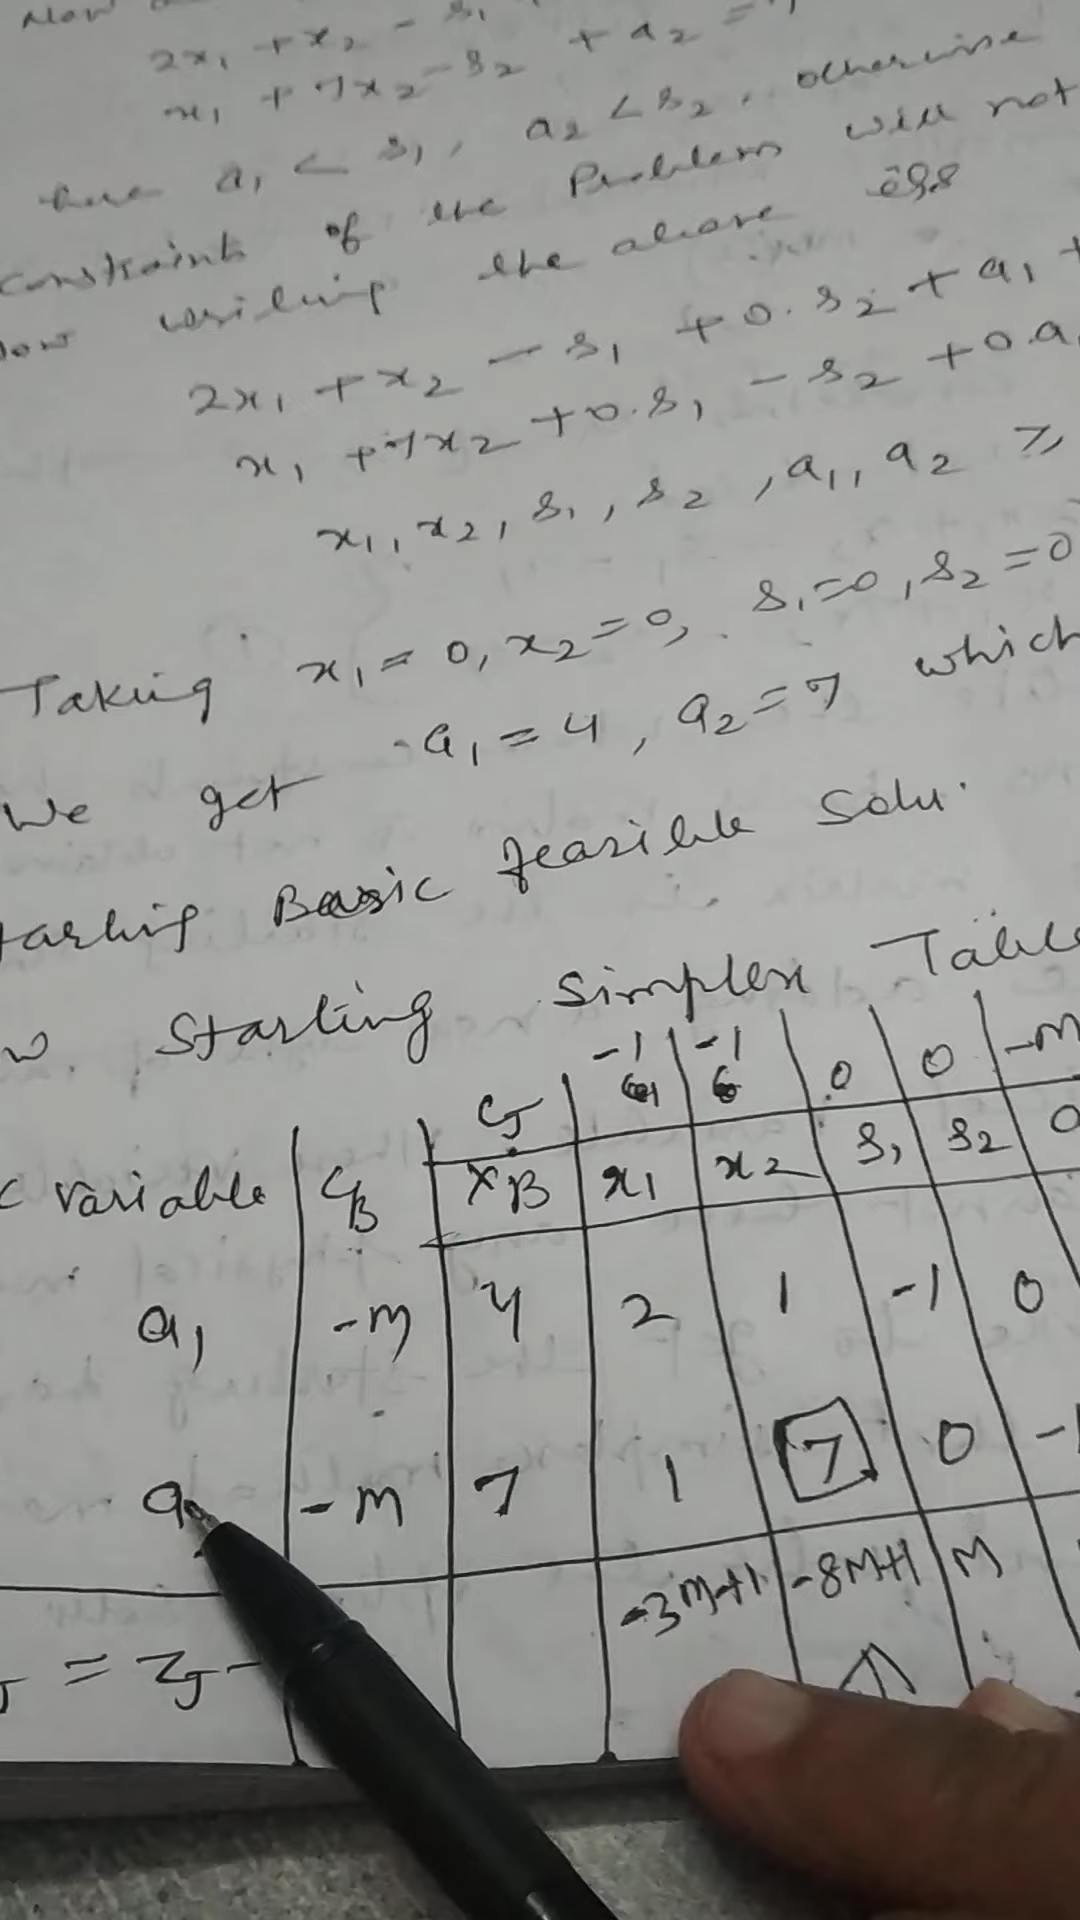 2x₁ + x₂ - s₁
x₁ + 7x₂ - s₂ + a₂ =
here a₁ < s₁, a₂ < s₂, otherwise
constraint of the Problem will not
writing the above
2x₁ + x₂ - s₁ + 0.s₂ + a₁ +
x₁ + 7x₂ + 0.s₁ - s₂ + 0.a₁
x₁, x₂, s₁, s₂, a₁, a₂ ≥
Taking x₁ = 0, x₂ = 0, s₁ = 0, s₂ = 0
We get a₁ = 4, a₂ = 7 which
Basic feasible Solu.
Starting Simplex Table
CJ -1 -1 0 0 -M
variable CB XB x₁ x₂ s₁ s₂
a₁ -M 4 2 1 -1 0
a -M 7 1 7 0 -1
-3M+1 -8M+1 M
= ZJ -